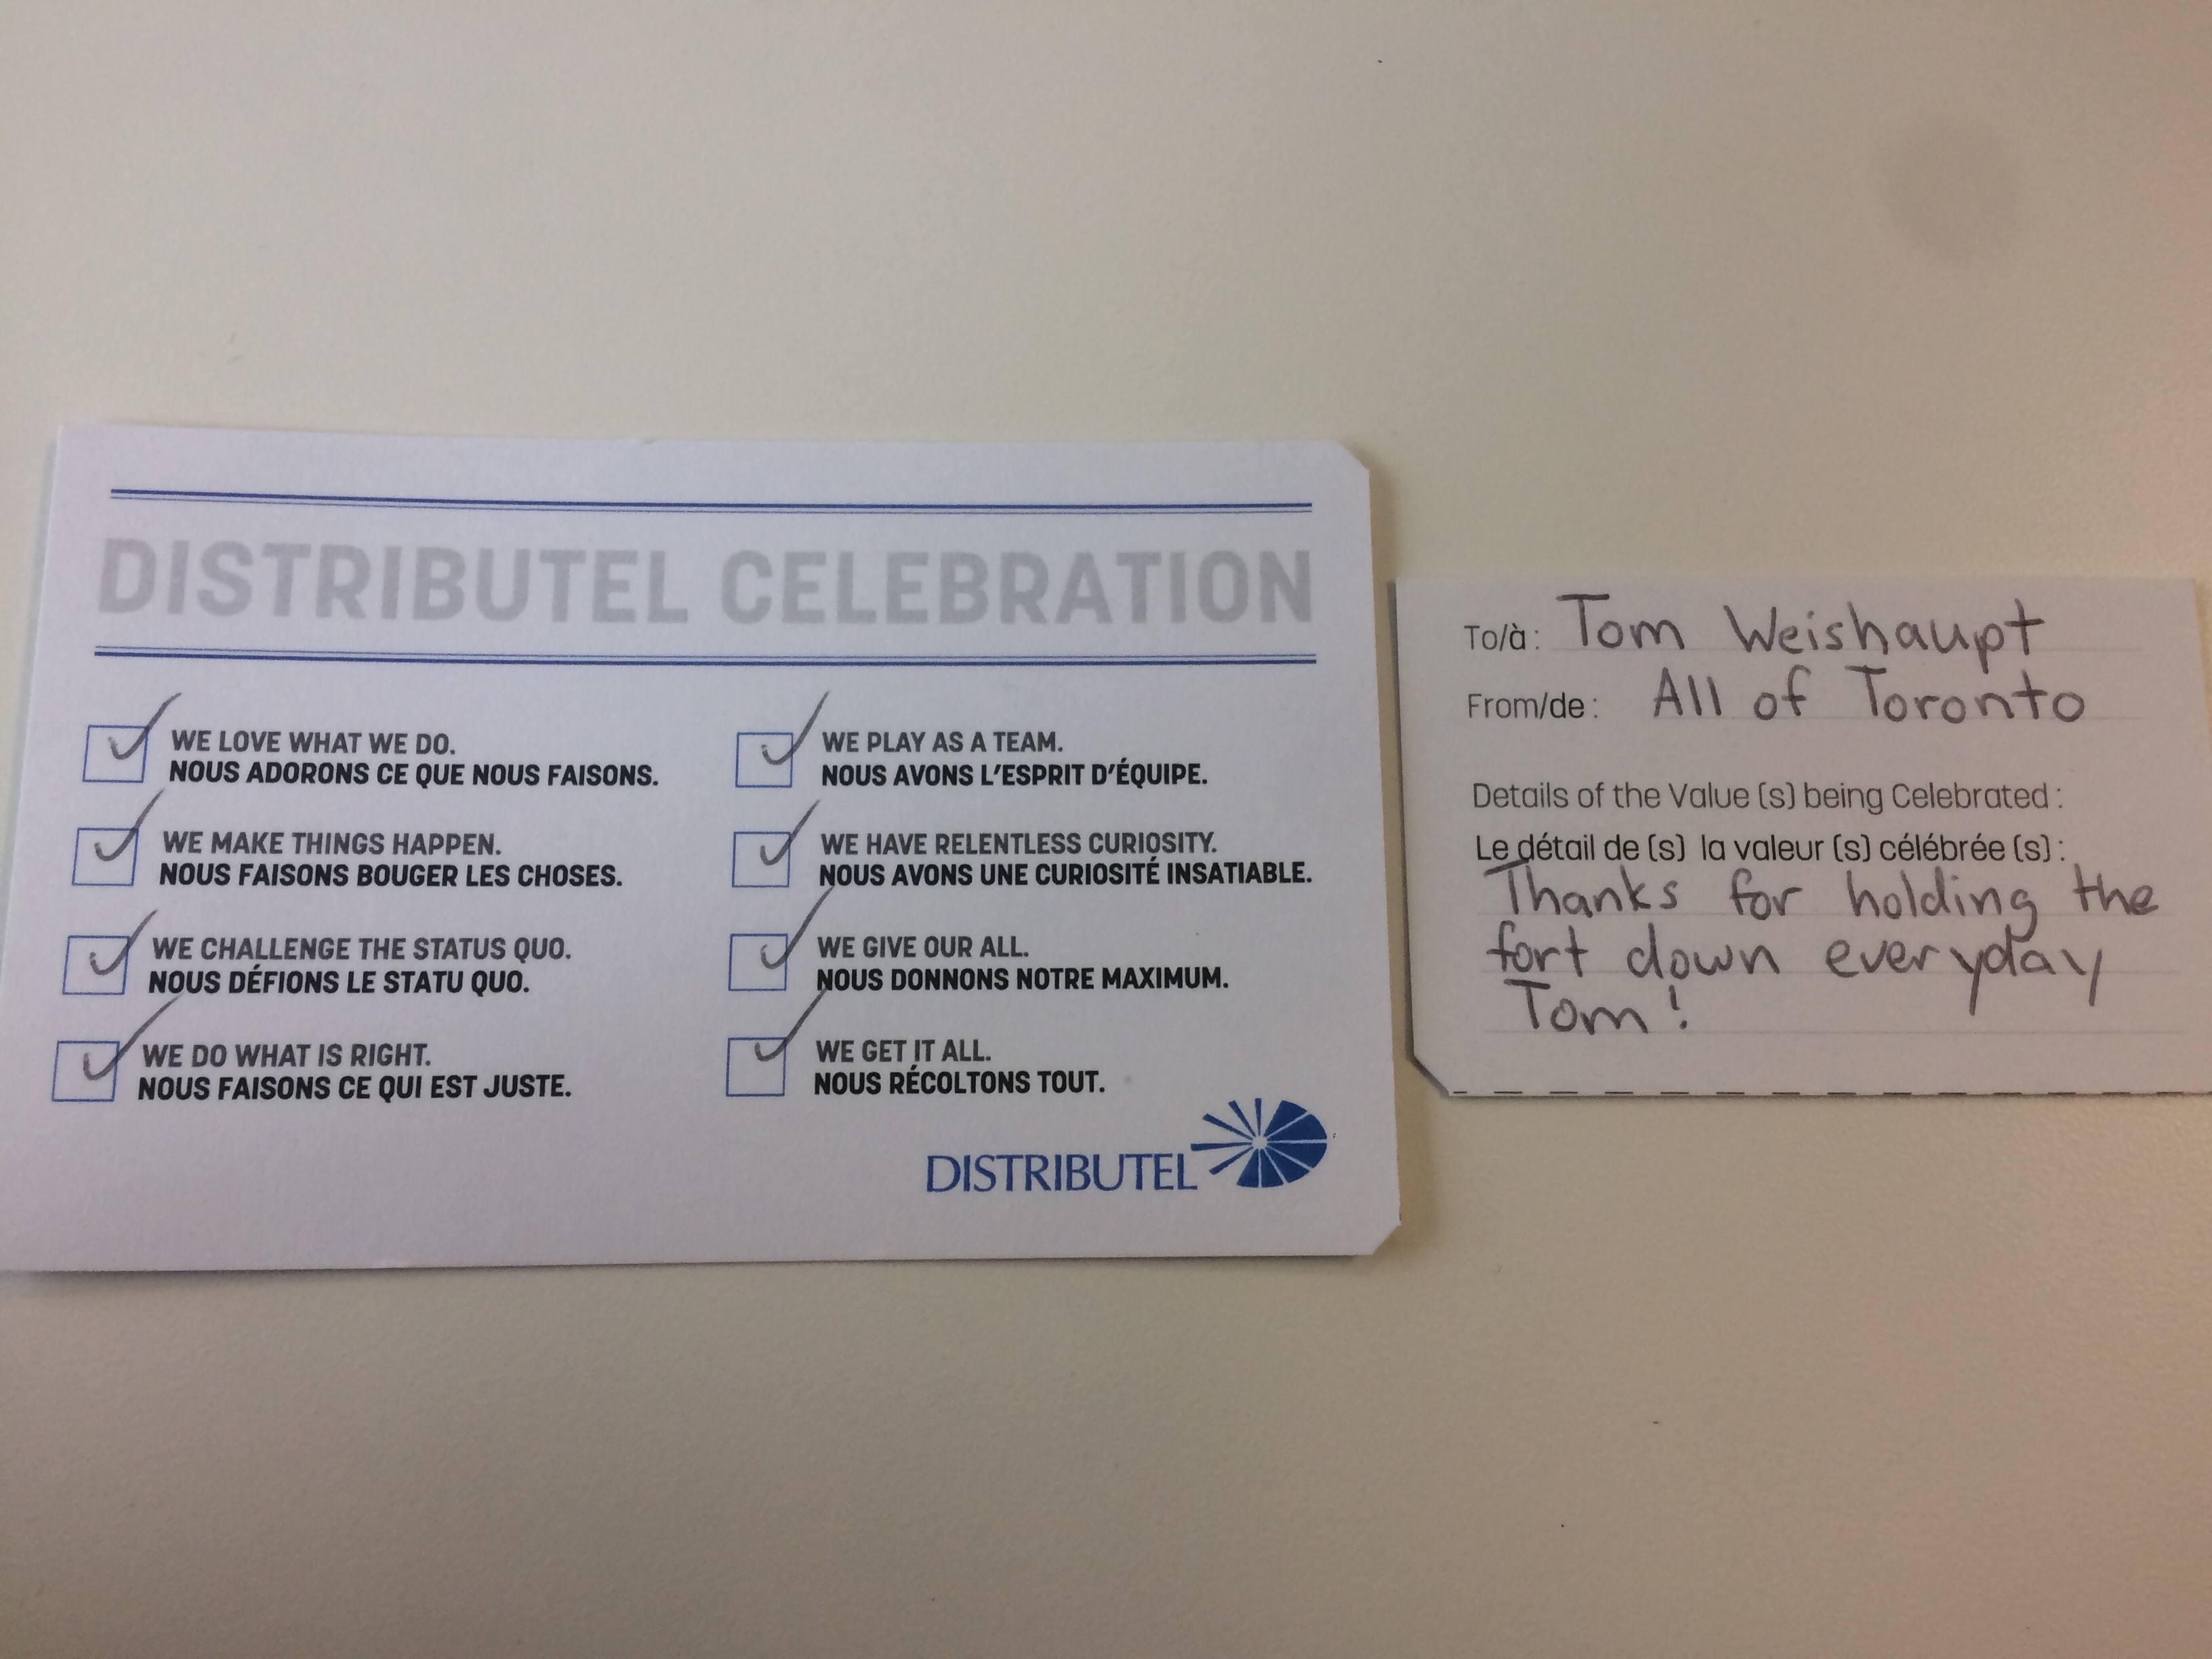 DISTRIBUTEL CELEBRATION
WE LOVE WHAT WE DO.
NOUS ADORONS CE QUE NOUS FAISONS.
WE MAKE THINGS HAPPEN.
NOUS FAISONS BOUGER LES CHOSES.
WE CHALLENGE THE STATUS QUO.
NOUS DÉFIONS LE STATU QUO.
WE DO WHAT IS RIGHT.
NOUS FAISONS CE QUI EST JUSTE.
WE PLAY AS A TEAM.
NOUS AVONS L'ESPRIT D'ÉQUIPE.
WE HAVE RELENTLESS CURIOSITY.
NOUS AVONS UNE CURIOSITÉ INSATIABLE.
WE GIVE OUR ALL.
NOUS DONNONS NOTRE MAXIMUM.
WE GET IT ALL.
NOUS RÉCOLTONS TOUT.
DISTRIBUTEL
To/à : Tom Weishaupt
From/de : All of Toronto
Details of the Value (s) being Celebrated :
Le détail de (s) la valeur (s) célébrée (s) :
Thanks for holding the
fort down everyday
Tom!